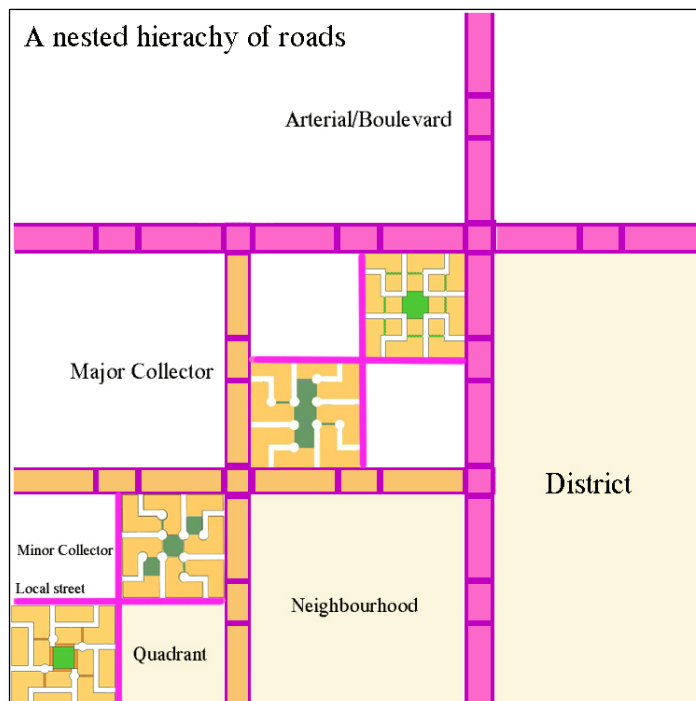 A nested hierachy of roads
Arterial/Boulevard
Major Collector
District
Minor Collector
Local street
Neighbourhood
Quadrant